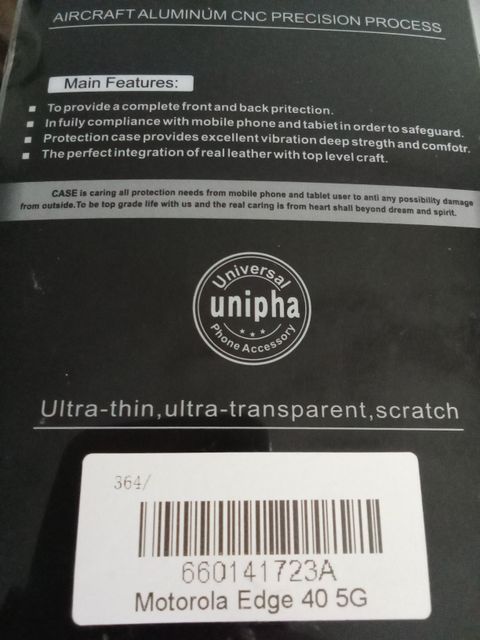 AIRCRAFT ALUMINÚM CNC PRECISION PROCESS
Main Features:
To provide a complete front and back pritection.
In fuily compliance with mobile phone and tabiet in order to safeguard.
Protection case provides excellent vibration deep stregth and comfotr.
The perfect integration of real leather with top level craft.
CASE is caring all protection needs from mobile phone and tablet user to anti any possibility damage
from outside.To be top grade life with us and the real caring is from heart shall beyond dream and spirit.
Universal
unipha
Phone Accessory
Ultra-thin,ultra-transparent,scratch
364/
660141723A
Motorola Edge 40 5G